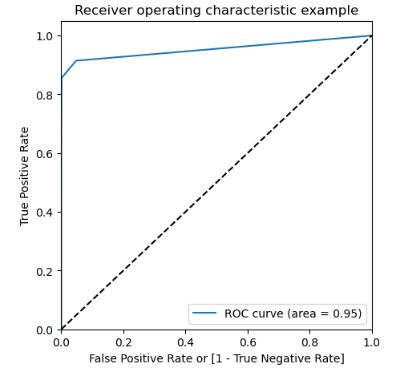 Receiver operating characteristic example
1.0
0.8
0.6
0.4
0.2
0.0
True Positive Rate
ROC curve (area = 0.95)
0.0 0.2 0.4 0.6 0.8 1.0
False Positive Rate or [1 - True Negative Rate]